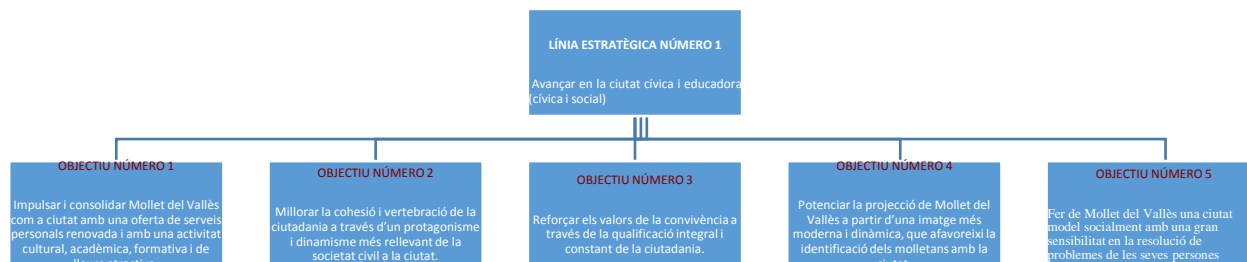 LÍNIA ESTRATÈGICA NÚMERO 1
Avançar en la ciutat cívica i educadora
(cívica i social)
OBJECTIU NÚMERO 1
Impulsar i consolidar Mollet del Vallès
com a ciutat amb una oferta de serveis
personals renovada i amb una activitat
cultural, acadèmica, formativa i de
OBJECTIU NÚMERO 2
Millorar la cohesió i vertebració de la
ciutadania a través d'un protagonisme
i dinamisme més rellevant de la
societat civil a la ciutat.
OBJECTIU NÚMERO 3
Reforçar els valors de la convivència a
través de la qualificació integral i
constant de la ciutadania.
OBJECTIU NÚMERO 4
Potenciar la projecció de Mollet del
Vallès a partir d'una imatge més
moderna i dinàmica, que afavoreixi la
identificació dels molletans amb la
OBJECTIU NÚMERO 5
Fer de Mollet del Vallès una ciutat
model socialment amb una gran
sensibilitat en la resolució de
problemes de les seves persones